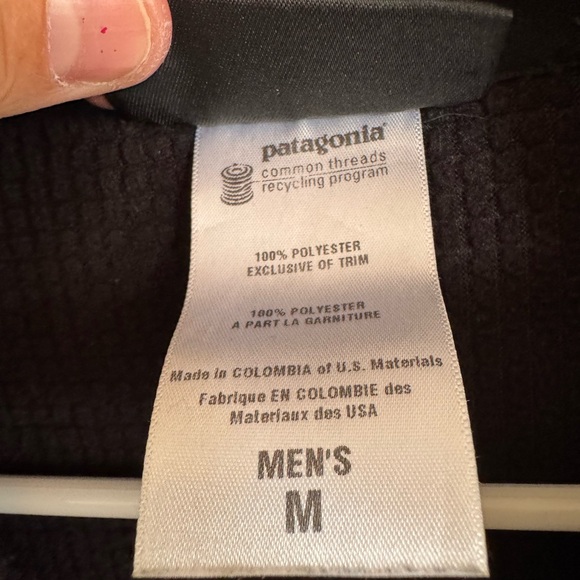 patagonia
common threads
recycling program
100% POLYESTER
EXCLUSIVE OF TRIM
100% POLYESTER
A PART LA GARNITURE
Made in COLOMBIA of U.S. Materials
Fabrique EN COLOMBIE des
Materiaux des USA
MEN'S
M